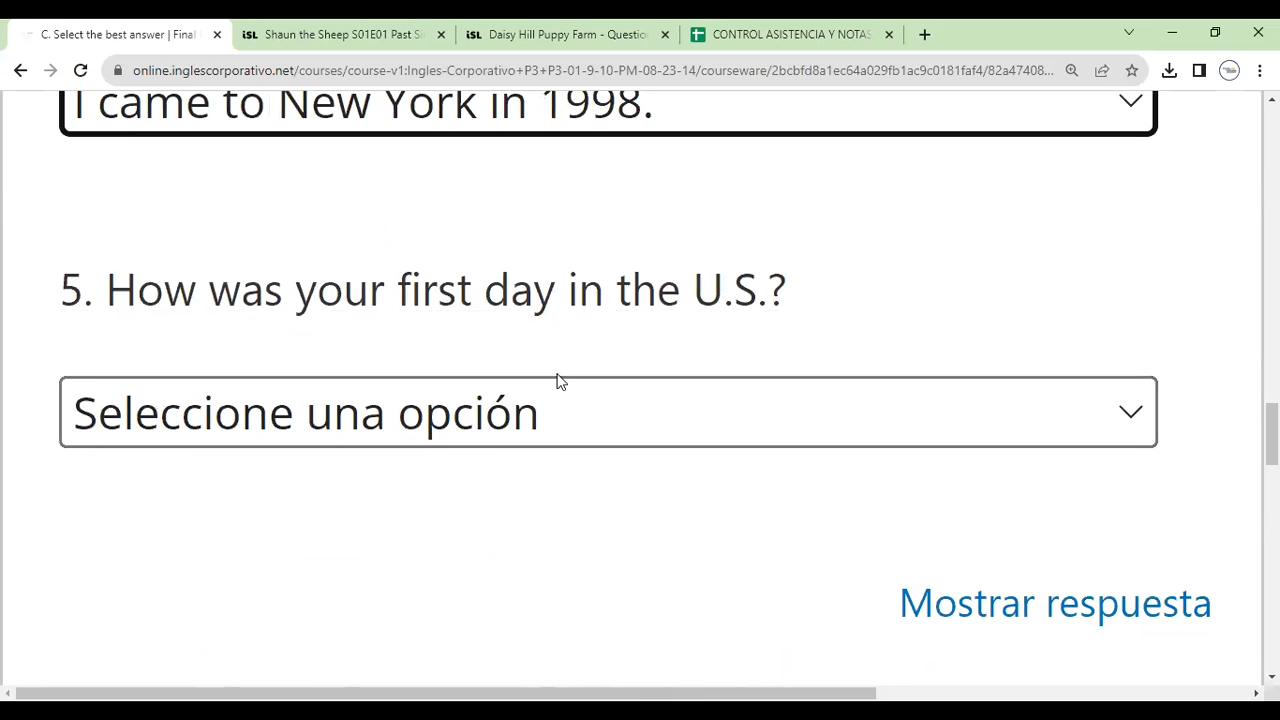 C. Select the best answer | Final
iSL Shaun the Sheep S01E01 Past Si
iSL Daisy Hill Puppy Farm - Questio
CONTROL ASISTENCIA Y NOTAS
online.inglescorporativo.net/courses/course-v1:Ingles-Corporativo+P3+P3-01-9-10-PM-08-23-14/courseware/2bcbfd8a1ec64a029fb1ac9c0181faf4/82a47408...
I came to New York in 1998.
5. How was your first day in the U.S.?
Seleccione una opción
Mostrar respuesta